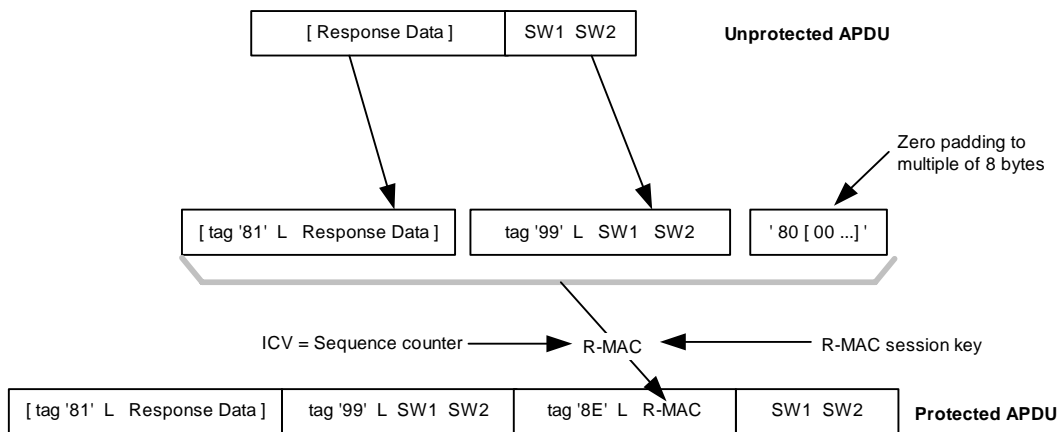 [ Response Data ] SW1 SW2 Unprotected APDU
Zero padding to
multiple of 8 bytes
[ tag '81' L Response Data ] tag '99' L SW1 SW2 ' 80 [ 00 ...] '
ICV = Sequence counter R-MAC R-MAC session key
[ tag '81' L Response Data ] tag '99' L SW1 SW2 tag '8E' L R-MAC SW1 SW2 Protected APDU